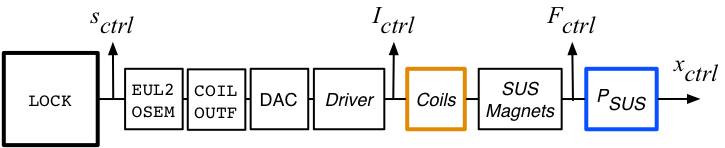 s_ctrl
I_ctrl
F_ctrl
x_ctrl
LOCK
EUL2
OSEM
COIL
OUTF
DAC
Driver
Coils
SUS
Magnets
P_SUS